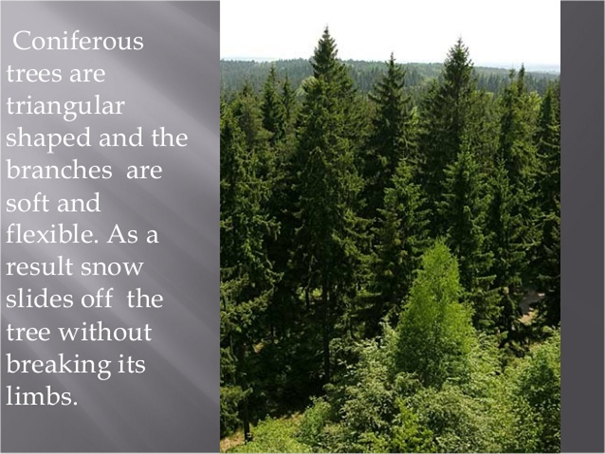 Coniferous
trees are
triangular
shaped and the
branches are
soft and
flexible. As a
result snow
slides off the
tree without
breaking its
limbs.